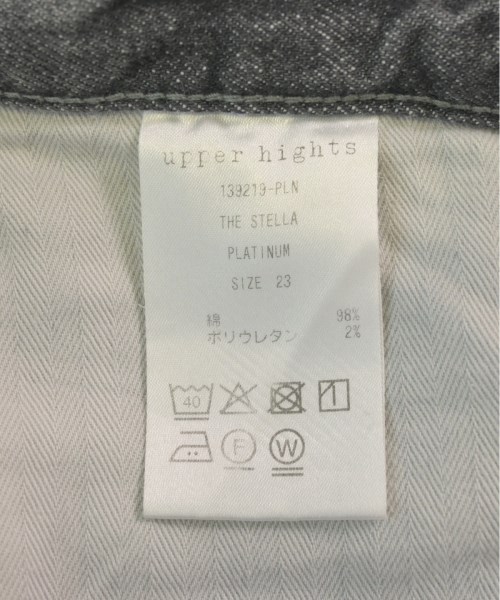 upper hights
139219-PLN
THE STELLA
PLATINUM
SIZE 23
綿 98%
ポリウレタン 2%
40
F W